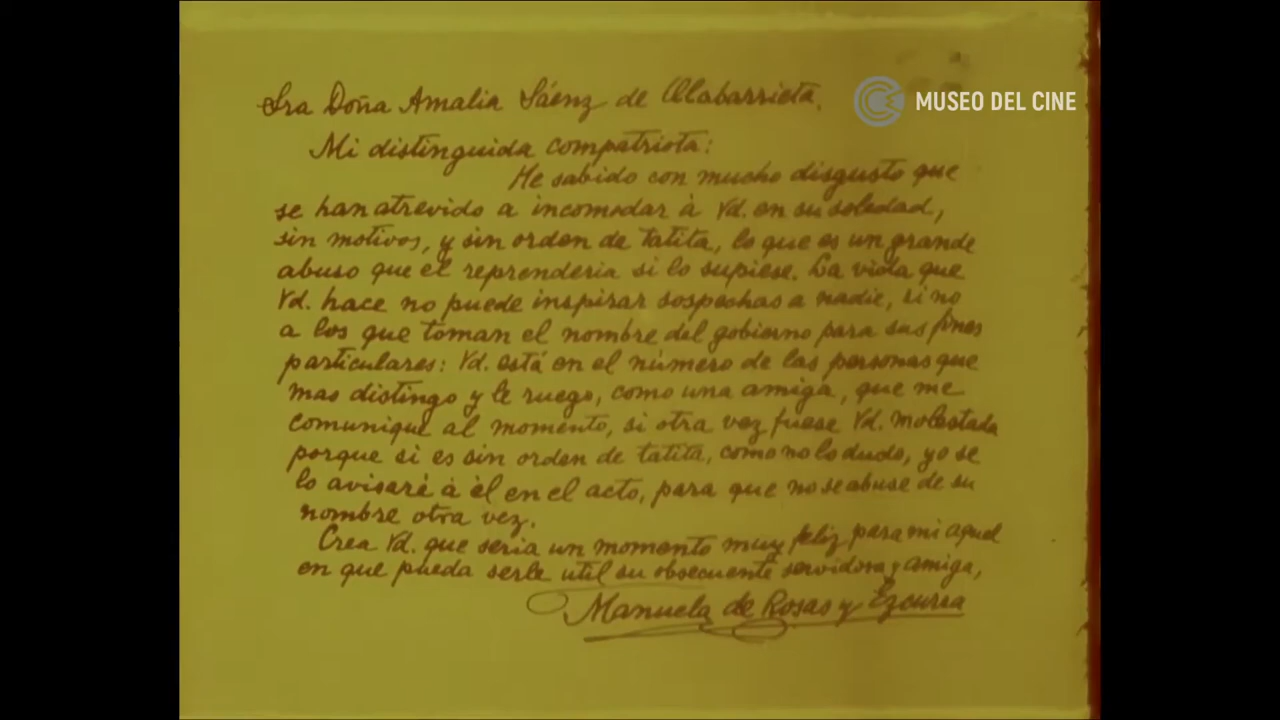 Sra Doña Amalia Sáenz de Olabarrieta.
MUSEO DEL CINE
Mi distinguida compatriota:
He sabido con mucho disgusto que
se han atrevido a incomodar à Vd. en su soledad,
sin motivos, y sin orden de tatita, lo que es un grande
abuso que el reprenderia si lo supiese. La vida que
Vd. hace no puede inspirar sospechas a nadie, si no
a los que toman el nombre del gobierno para sus fines
particulares: Vd. está en el número de las personas que
mas distingo y le ruego, como una amiga, que me
comunique al momento, si otra vez fuese Vd. molestada
porque si es sin orden de tatita, como no lo dudo, yo se
lo avisaré à èl en el acto, para que no se abuse de su
nombre otra vez.
Crea Vd. que seria un momento muy feliz para mi aquel
en que pueda serle util su obsecuente servidora y amiga,
Manuela de Rosas y Ezcurra